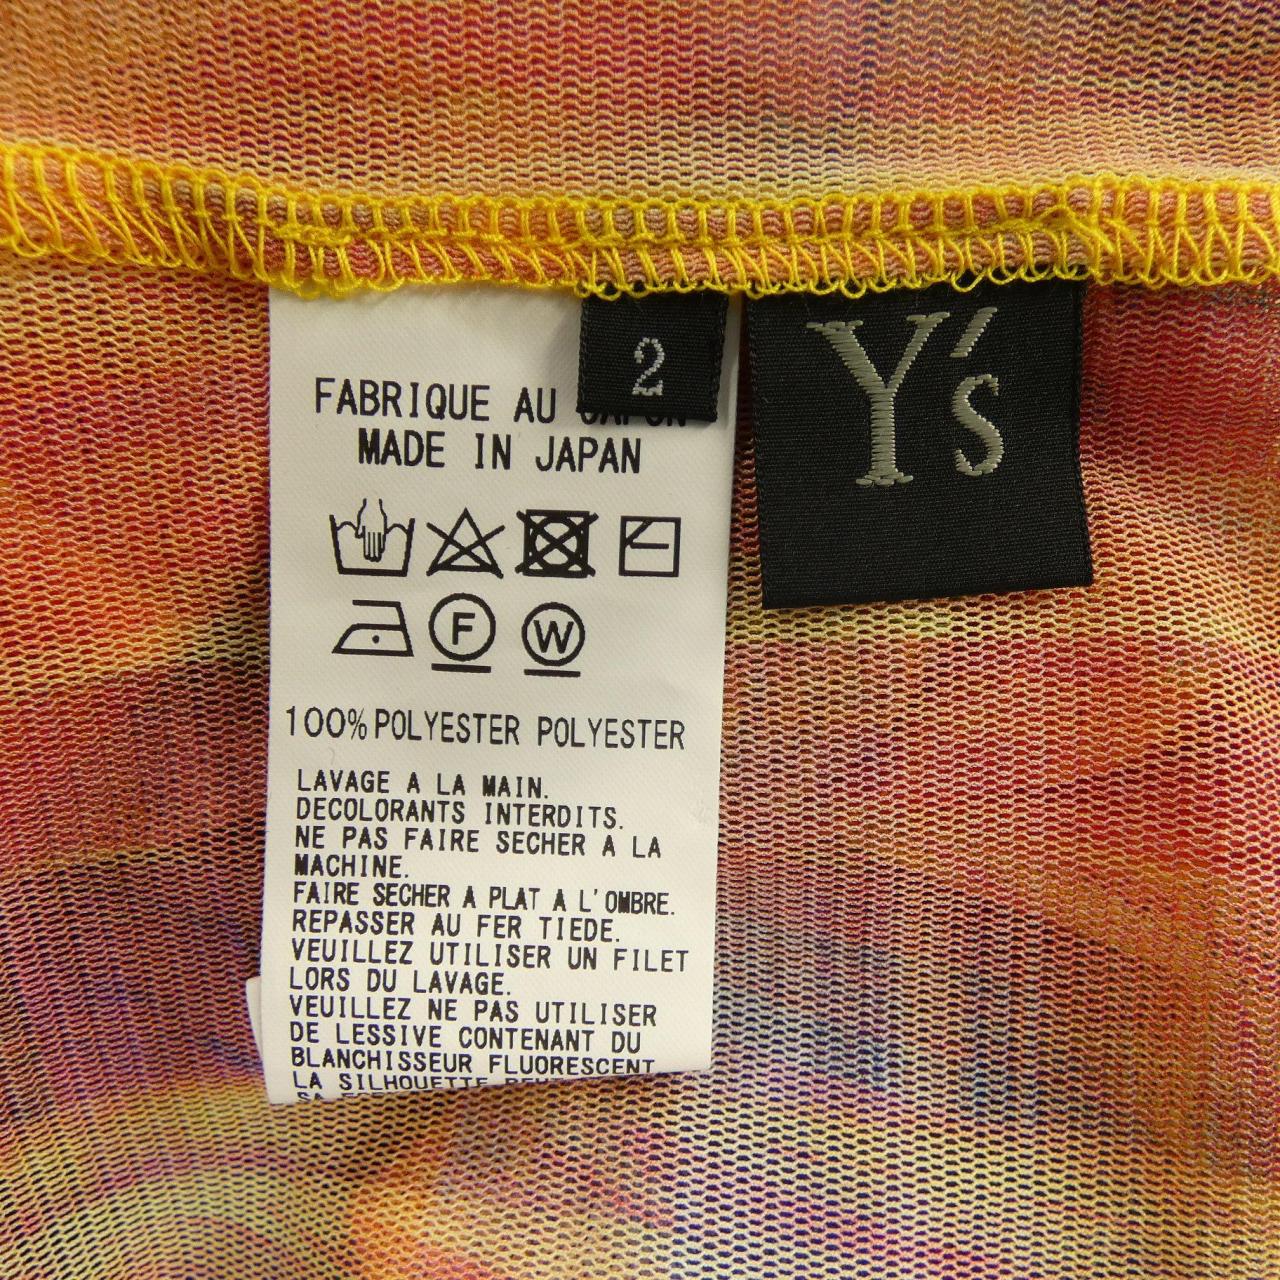 2
Y's
FABRIQUE AU JAPON
MADE IN JAPAN
F
W
100% POLYESTER POLYESTER
LAVAGE A LA MAIN.
DECOLORANTS INTERDITS.
NE PAS FAIRE SECHER A LA
MACHINE.
FAIRE SECHER A PLAT A L'OMBRE.
REPASSER AU FER TIEDE.
VEUILLEZ UTILISER UN FILET
LORS DU LAVAGE.
VEUILLEZ NE PAS UTILISER
DE LESSIVE CONTENANT DU
BLANCHISSEUR FLUORESCENT
LA SILHOUETTE